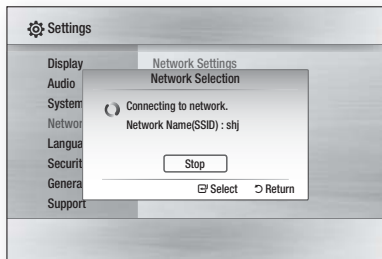 Settings
Display
Network Settings
Audio
Network Selection
System
Connecting to network.
Networ
Network Name(SSID) : shj
Langua
Securit
Stop
Genera
Select
Return
Support